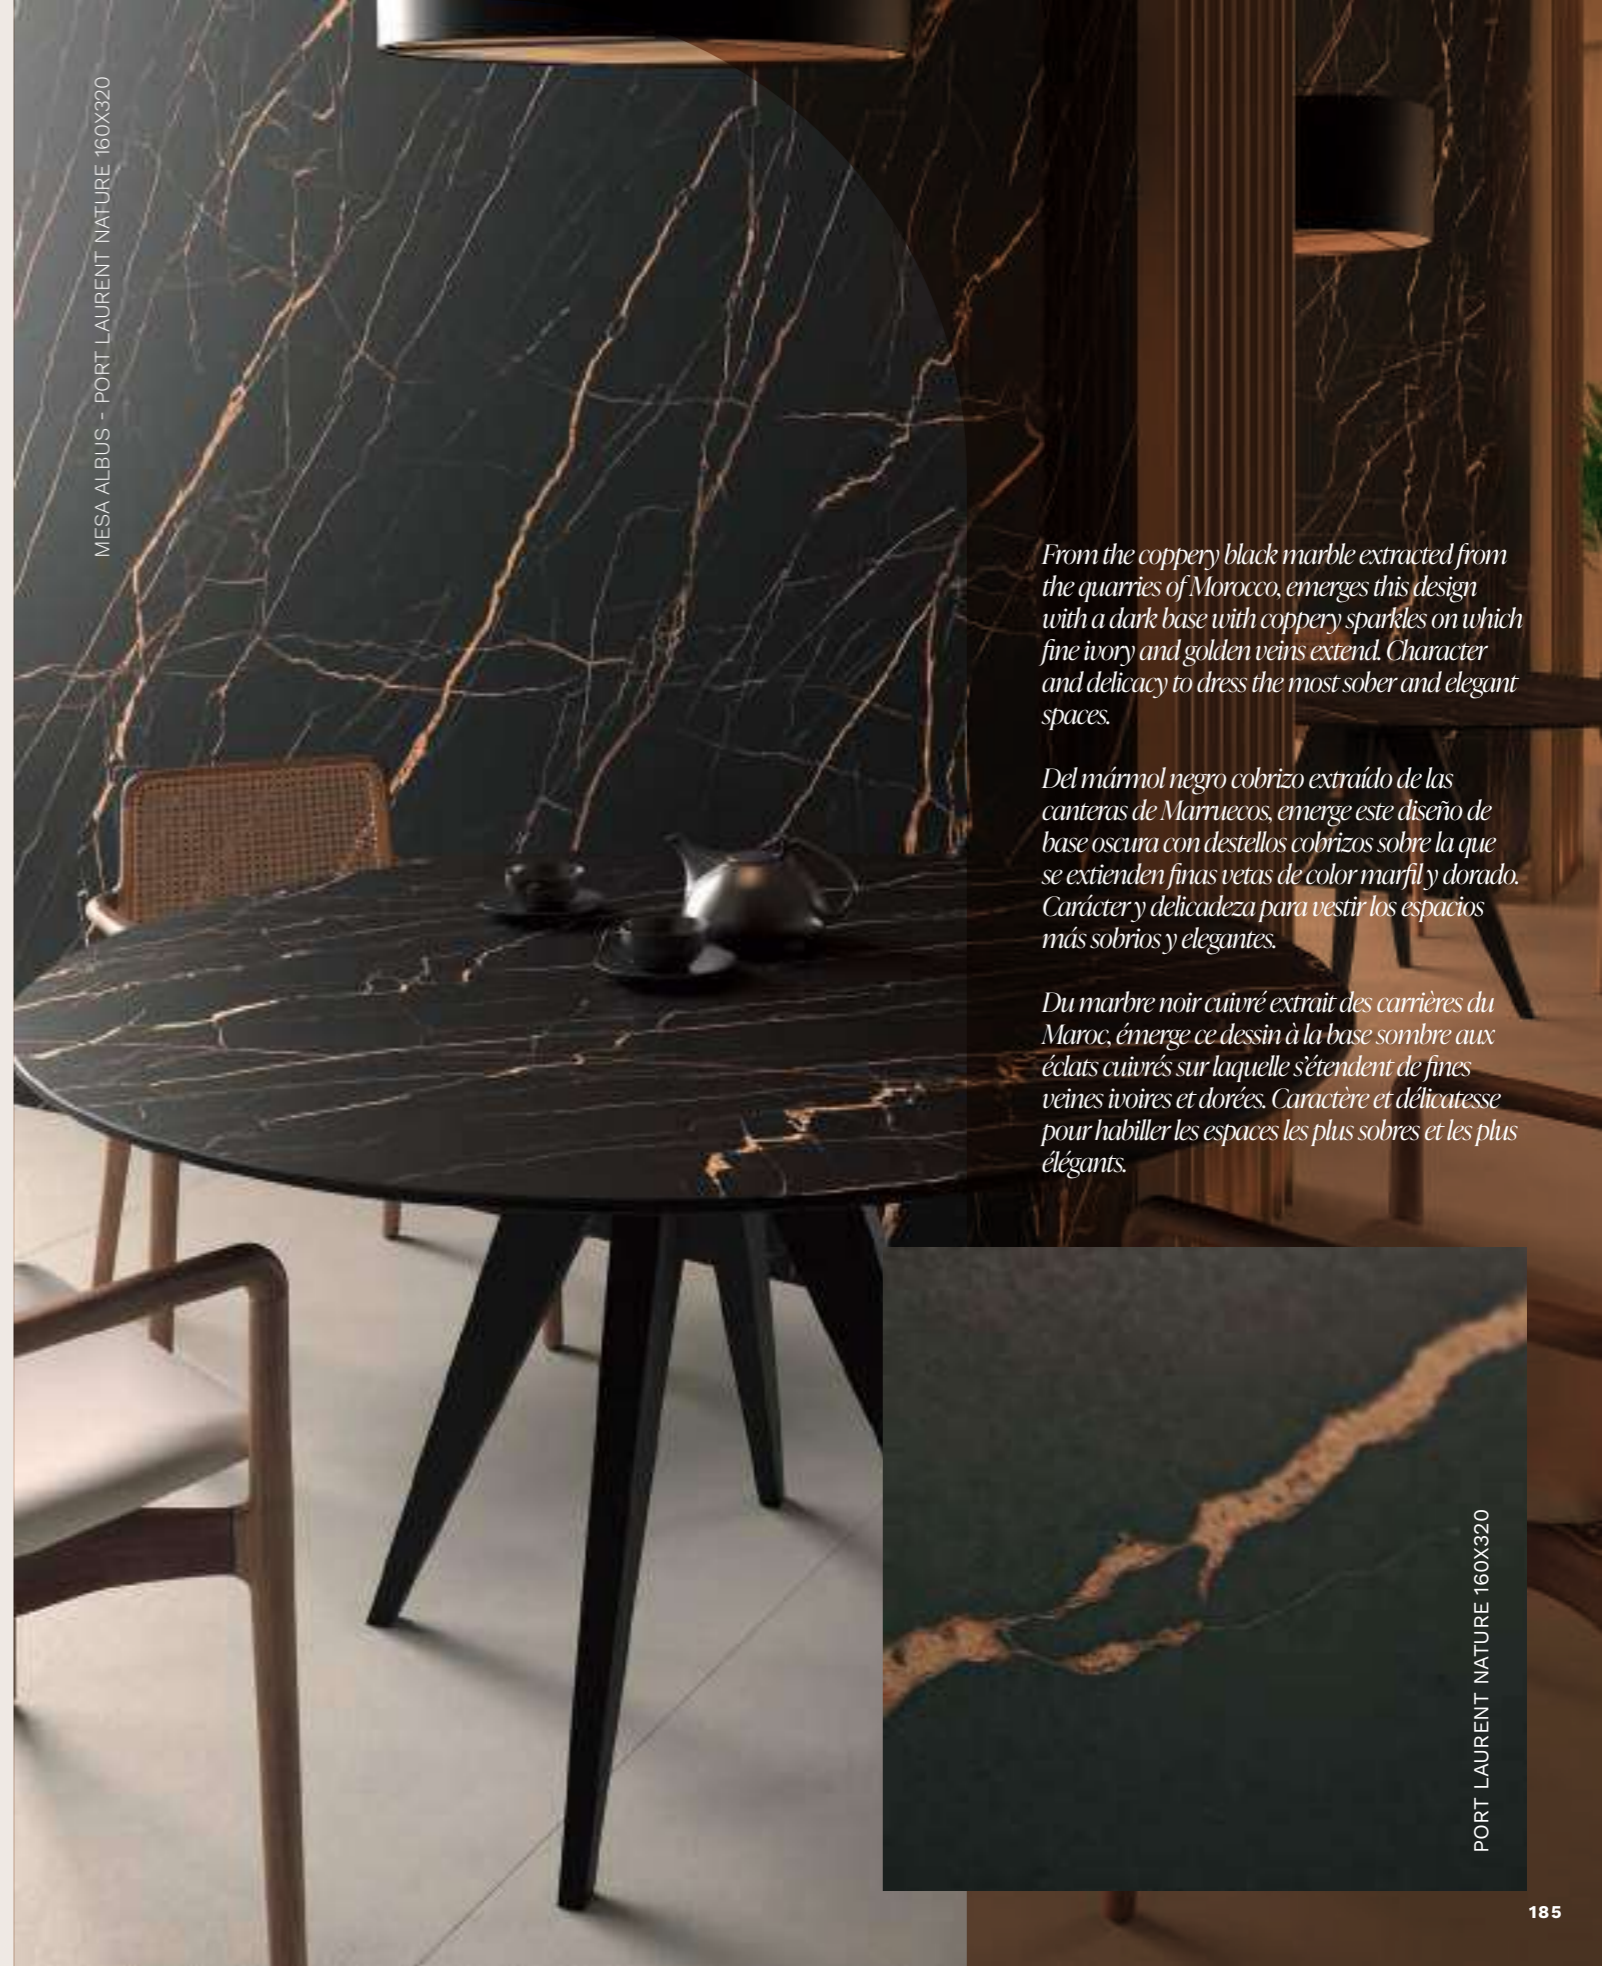 MESA ALBUS - PORT LAURENT NATURE 160X320
From the coppery black marble extracted from
the quarries of Morocco, emerges this design
with a dark base with coppery sparkles on which
fine ivory and golden veins extend. Character
and delicacy to dress the most sober and elegant
spaces.
Del mármol negro cobrizo extraído de las
canteras de Marruecos, emerge este diseño de
base oscura con destellos cobrizos sobre la que
se extienden finas vetas de color marfil y dorado.
Carácter y delicadeza para vestir los espacios
más sobrios y elegantes.
Du marbre noir cuivré extrait des carrières du
Maroc, émerge ce dessin à la base sombre aux
éclats cuivrés sur laquelle s'étendent de fines
veines ivoires et dorées. Caractère et délicatesse
pour habiller les espaces les plus sobres et les plus
élégants.
PORT LAURENT NATURE 160X320
185